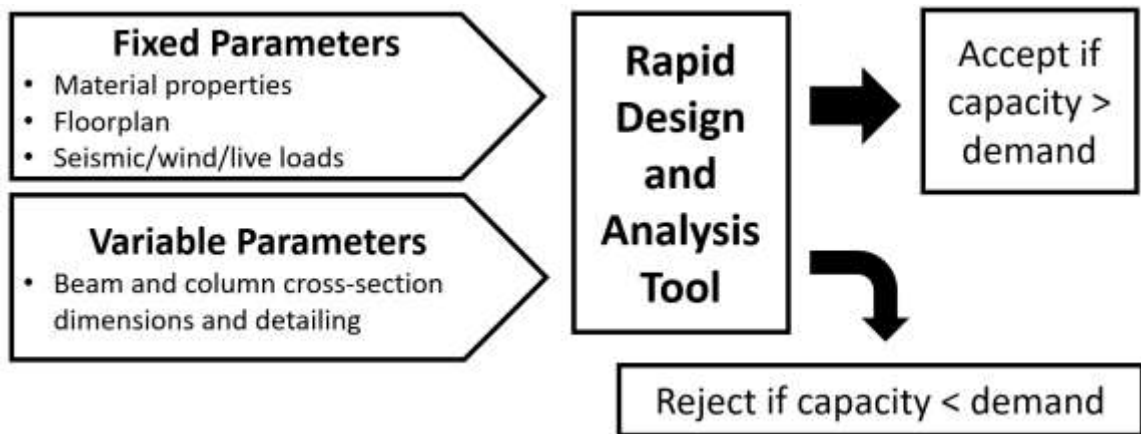 Fixed Parameters
• Material properties
• Floorplan
• Seismic/wind/live loads
Variable Parameters
• Beam and column cross-section
dimensions and detailing
Rapid
Design
and
Analysis
Tool
Accept if
capacity >
demand
Reject if capacity < demand